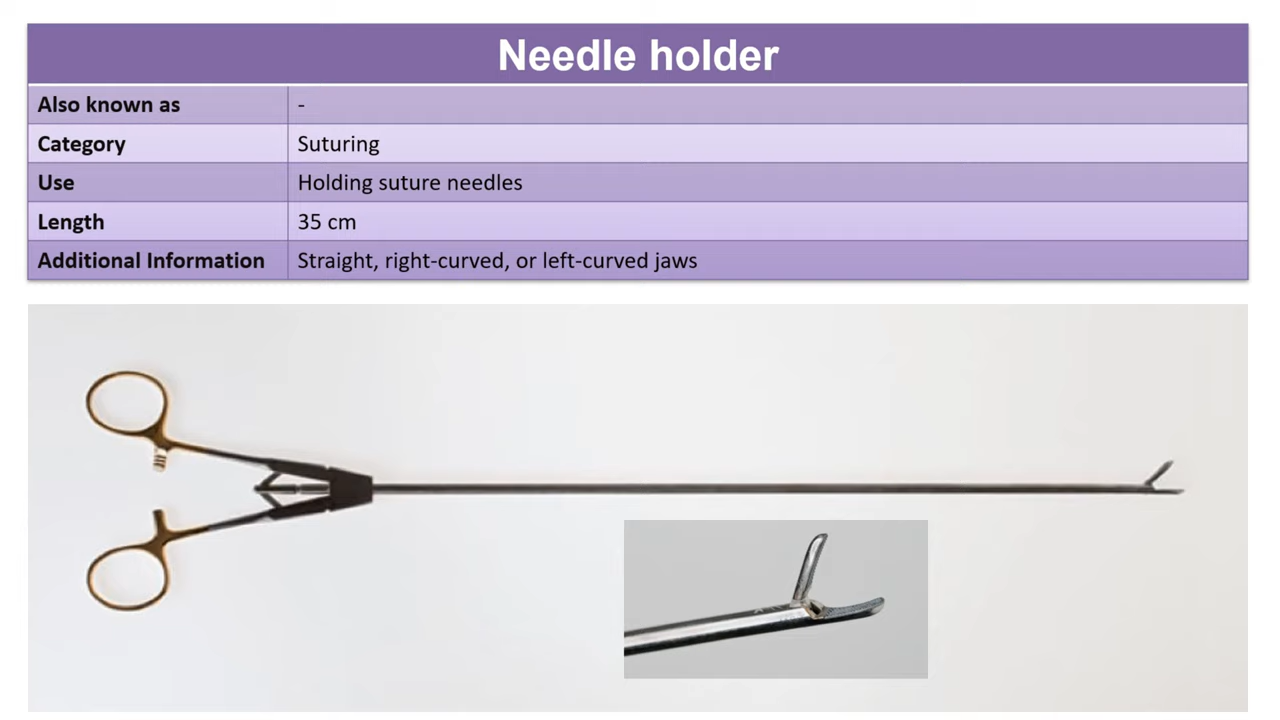 Needle holder
Also known as -
Category Suturing
Use Holding suture needles
Length 35 cm
Additional Information Straight, right-curved, or left-curved jaws